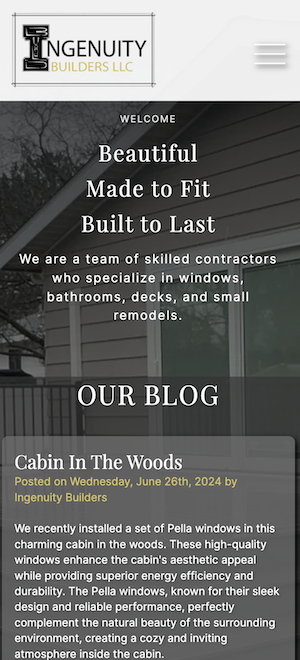 INGENUITY
BUILDERS LLC
WELCOME
Beautiful
Made to Fit
Built to Last
We are a team of skilled contractors
who specialize in windows,
bathrooms, decks, and small
remodels.
OUR BLOG
Cabin In The Woods
Posted on Wednesday, June 26th, 2024 by
Ingenuity Builders
We recently installed a set of Pella windows in this
charming cabin in the woods. These high-quality
windows enhance the cabin's aesthetic appeal
while providing superior energy efficiency and
durability. The Pella windows, known for their sleek
design and reliable performance, perfectly
complement the natural beauty of the surrounding
environment, creating a cozy and inviting
atmosphere inside the cabin.